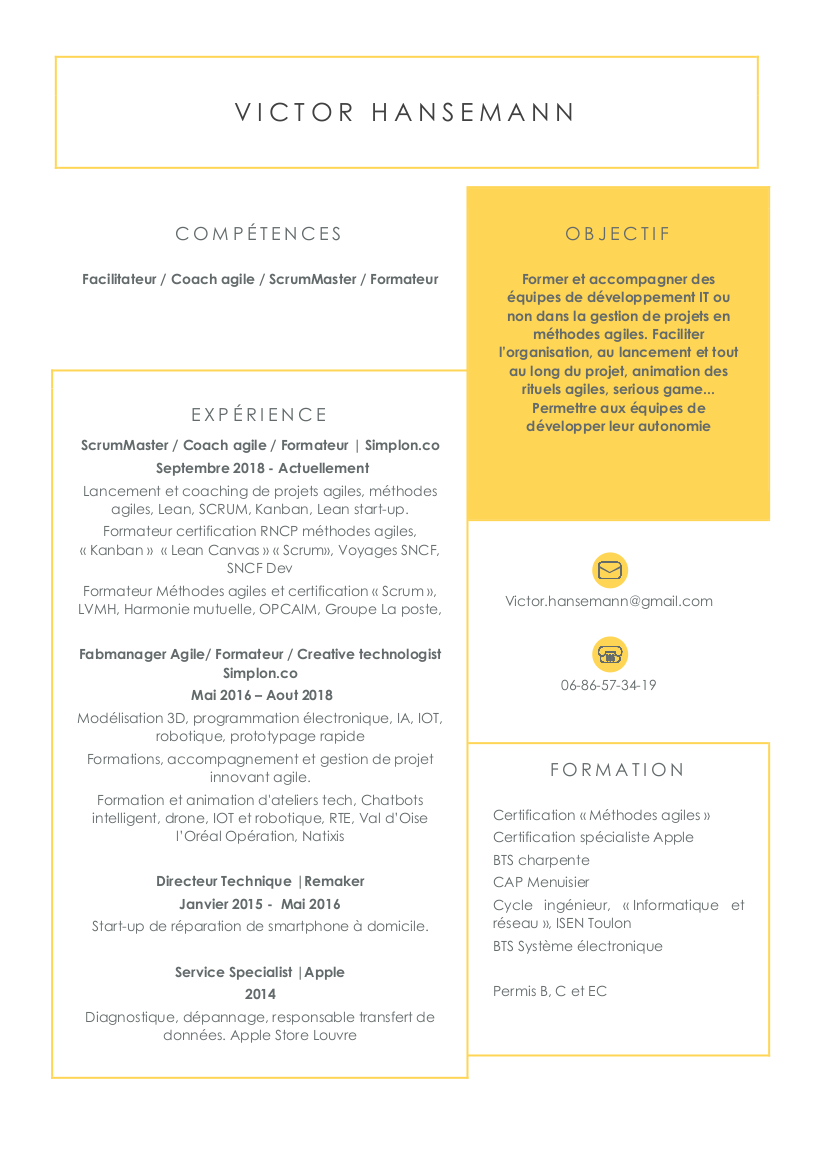 VICTOR HANSEMANN
COMPÉTENCES
Facilitateur / Coach agile / ScrumMaster / Formateur
OBJECTIF
Former et accompagner des
équipes de développement IT ou
non dans la gestion de projets en
méthodes agiles. Faciliter
l'organisation, au lancement et tout
au long du projet, animation des
rituels agiles, serious game...
Permettre aux équipes de
développer leur autonomie
EXPÉRIENCE
ScrumMaster / Coach agile / Formateur | Simplon.co
Septembre 2018 - Actuellement
Lancement et coaching de projets agiles, méthodes
agiles, Lean, SCRUM, Kanban, Lean start-up.
Formateur certification RNCP méthodes agiles,
« Kanban » « Lean Canvas » « Scrum», Voyages SNCF,
SNCF Dev
Formateur Méthodes agiles et certification « Scrum »,
LVMH, Harmonie mutuelle, OPCAIM, Groupe La poste,
Fabmanager Agile/ Formateur / Creative technologist
Simplon.co
Mai 2016 – Aout 2018
Modélisation 3D, programmation électronique, IA, IOT,
robotique, prototypage rapide
Formations, accompagnement et gestion de projet
innovant agile.
Formation et animation d'ateliers tech, Chatbots
intelligent, drone, IOT et robotique, RTE, Val d'Oise
l'Oréal Opération, Natixis
Directeur Technique |Remaker
Janvier 2015 - Mai 2016
Start-up de réparation de smartphone à domicile.
Service Specialist |Apple
2014
Diagnostique, dépannage, responsable transfert de
données. Apple Store Louvre
Victor.hansemann@gmail.com
06-86-57-34-19
FORMATION
Certification « Méthodes agiles »
Certification spécialiste Apple
BTS charpente
CAP Menuisier
Cycle ingénieur, « Informatique et
réseau », ISEN Toulon
BTS Système électronique
Permis B, C et EC